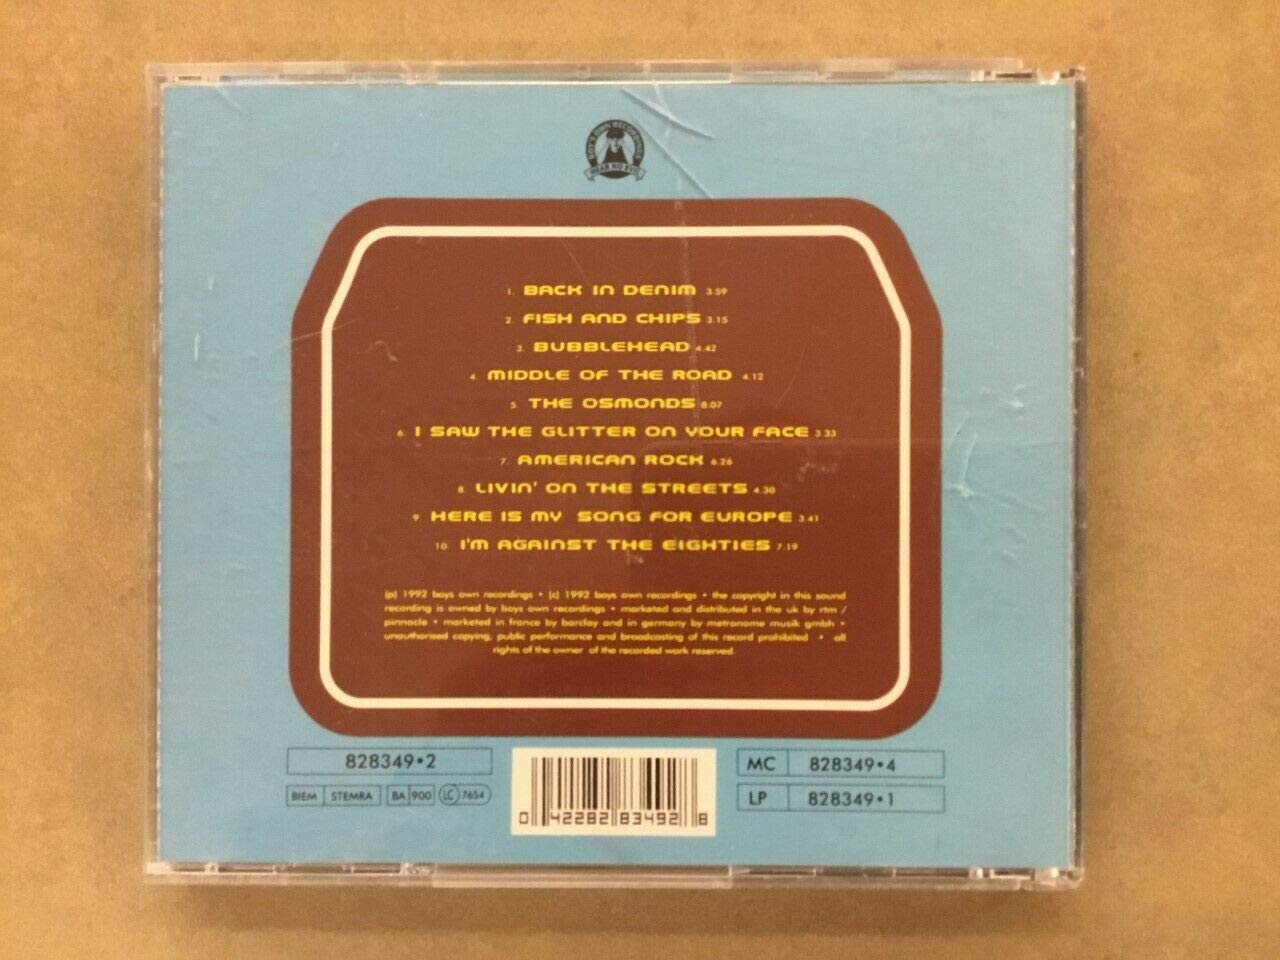 BOY'S OWN RECORDINGS
HEAR NO EVIL
1. BACK IN DENIM 3.59
2. FISH AND CHIPS 3.15
3. BUBBLEHEAD 4.42
4. MIDDLE OF THE ROAD 4.12
5. THE OSMONDS 8.07
6. I SAW THE GLITTER ON YOUR FACE 3.33
7. AMERICAN ROCK 6.26
8. LIVIN' ON THE STREETS 4.30
9. HERE IS MY SONG FOR EUROPE 3.41
10. I'M AGAINST THE EIGHTIES 7.19
(p) 1992 boys own recordings • (c) 1992 boys own recordings • the copyright in this sound
recording is owned by boys own recordings • marketed and distributed in the uk by rtm /
pinnacle • marketed in france by barclay and in germany by metronome musik gmbh •
unauthorised copying, public performance and broadcasting of this record prohibited • all
rights of the owner of the recorded work reserved.
828349•2
BIEM STEMRA BA 900 LC 7654
0 42282 83492 8
MC 828349•4
LP 828349•1